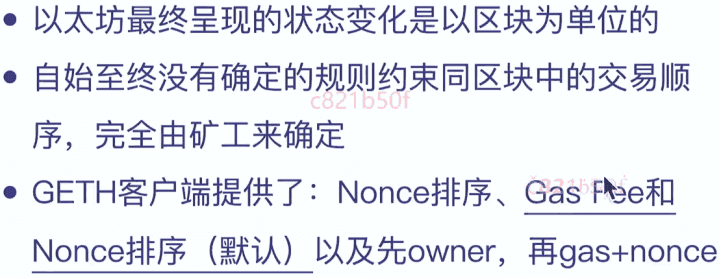 • 以太坊最终呈现的状态变化是以区块为单位的
• 自始至终没有确定的规则约束同区块中的交易顺
c821b50f
序，完全由矿工来确定
• GETH客户端提供了：Nonce排序、Gas Fee和
c821b50f
Nonce排序（默认）以及先owner，再gas+nonce